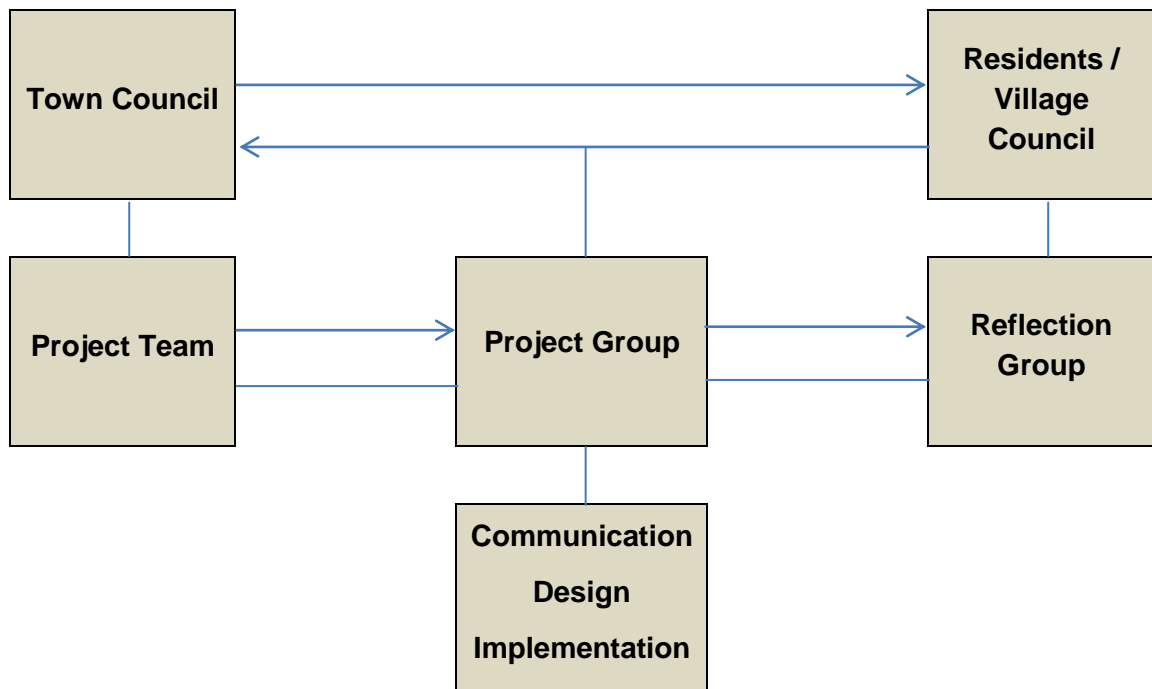 Town Council
Residents /
Village
Council
Project Team
Project Group
Reflection
Group
Communication
Design
Implementation